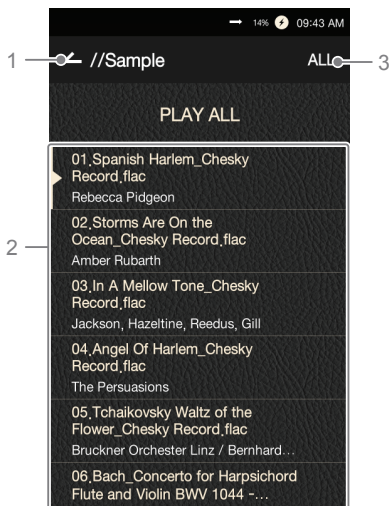 14% 09:43 AM
1 //Sample ALL 3
PLAY ALL
2
01.Spanish Harlem_Chesky
Record.flac
Rebecca Pidgeon
02.Storms Are On the
Ocean_Chesky Record.flac
Amber Rubarth
03.In A Mellow Tone_Chesky
Record.flac
Jackson, Hazeltine, Reedus, Gill
04.Angel Of Harlem_Chesky
Record.flac
The Persuasions
05.Tchaikovsky Waltz of the
Flower_Chesky Record.flac
Bruckner Orchester Linz / Bernhard...
06.Bach_Concerto for Harpsichord
Flute and Violin BWV 1044 -...